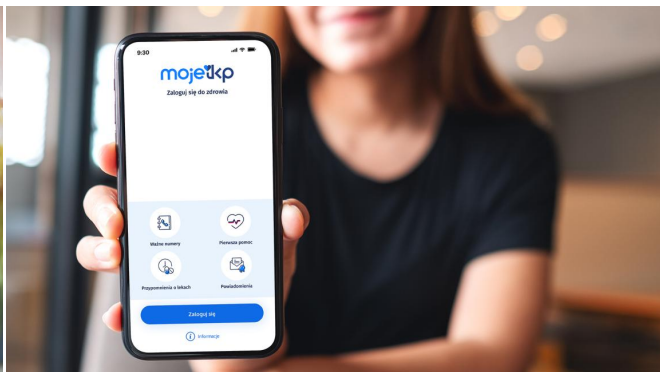 9:30
mojeikp
Zaloguj się do zdrowia
Ważne numery
Pierwsza pomoc
Przypomnienia o lekach
Powiadomienia
Zaloguj się
i Informacje